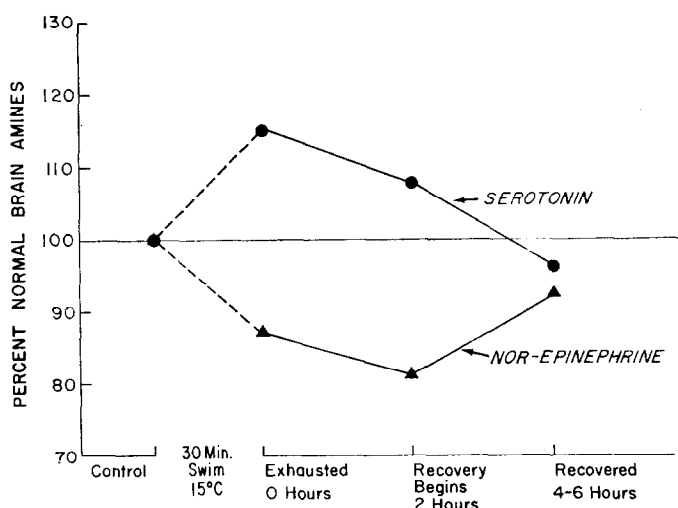 PERCENT NORMAL BRAIN AMINES
130
120
110
100
90
80
70
SEROTONIN
NOR-EPINEPHRINE
Control
30 Min.
Swim
15°C
Exhausted
0 Hours
Recovery
Begins
2 Hours
Recovered
4-6 Hours